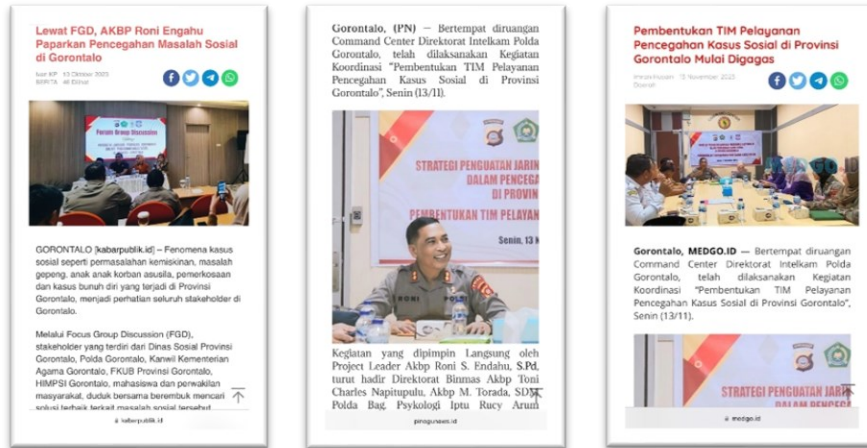 Lewat FGD, AKBP Roni Engahu
Paparkan Pencegahan Masalah Sosial
di Gorontalo
Forum Group Discussion
GORONTALO [kabarpublik.id] – Fenomena kasus
sosial seperti permasalahan kemiskinan, masalah
gepeng, anak anak korban asusila, pemerkosaan
dan kasus bunuh diri yang terjadi di Provinsi
Gorontalo, menjadi perhatian seluruh stakeholder di
Gorontalo.
Melalui Focus Group Discussion (FGD),
stakeholder yang terdiri dari Dinas Sosial Provinsi
Gorontalo, Polda Gorontalo, Kanwil Kementerian
Agama Gorontalo, FKUB Provinsi Gorontalo,
HIMPSI Gorontalo, mahasiswa dan perwakilan
masyarakat, duduk bersama berembuk mencari
solusi terbaik terkait masalah sosial tersebut
kabarpublik.id
Gorontalo, (PN) — Bertempat diruangan
Command Center Direktorat Intelkam Polda
Gorontalo, telah dilaksanakan Kegiatan
Koordinasi “Pembentukan TIM Pelayanan
Pencegahan Kasus Sosial di Provinsi
Gorontalo”, Senin (13/11).
STRATEGI PENGUATAN JARIN
DALAM PENCEGA
DI PROVIN
PEMBENTUKAN TIM PELAYAN
Senin, 13 N
RONI
POLISI
Kegiatan yang dipimpin Langsung oleh
Project Leader Akbp Roni S. Endahu, S.Pd,
turut hadir Direktorat Binmas Akbp Toni
Charles Napitupulu, Akbp M. Torada, SDM
Polda Bag. Psykologi Iptu Rucy Arum
pinogunews.id
Pembentukan TIM Pelayanan
Pencegahan Kasus Sosial di Provinsi
Gorontalo Mulai Digagas
13 November 2023
Daerah
MEDGO
Gorontalo, MEDGO.ID — Bertempat diruangan
Command Center Direktorat Intelkam Polda
Gorontalo, telah dilaksanakan Kegiatan
Koordinasi “Pembentukan TIM Pelayanan
Pencegahan Kasus Sosial di Provinsi Gorontalo”,
Senin (13/11).
STRATEGI PENGUATAN JARIN
DALAM PENCEGA
medgo.id